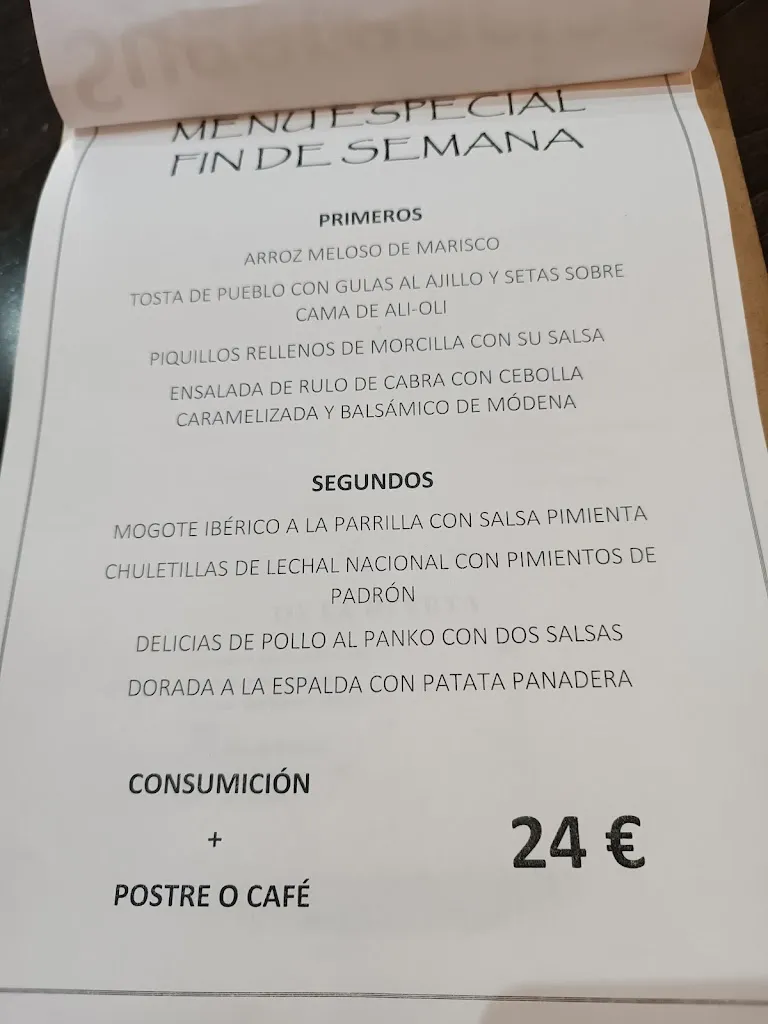 MENÚ ESPECIAL
FIN DE SEMANA
PRIMEROS
ARROZ MELOSO DE MARISCO
TOSTA DE PUEBLO CON GULAS AL AJILLO Y SETAS SOBRE
CAMA DE ALI-OLI
PIQUILLOS RELLENOS DE MORCILLA CON SU SALSA
ENSALADA DE RULO DE CABRA CON CEBOLLA
CARAMELIZADA Y BALSÁMICO DE MÓDENA
SEGUNDOS
MOGOTE IBÉRICO A LA PARRILLA CON SALSA PIMIENTA
CHULETILLAS DE LECHAL NACIONAL CON PIMIENTOS DE
PADRÓN
DELICIAS DE POLLO AL PANKO CON DOS SALSAS
DORADA A LA ESPALDA CON PATATA PANADERA
CONSUMICIÓN
+
24 €
POSTRE O CAFÉ